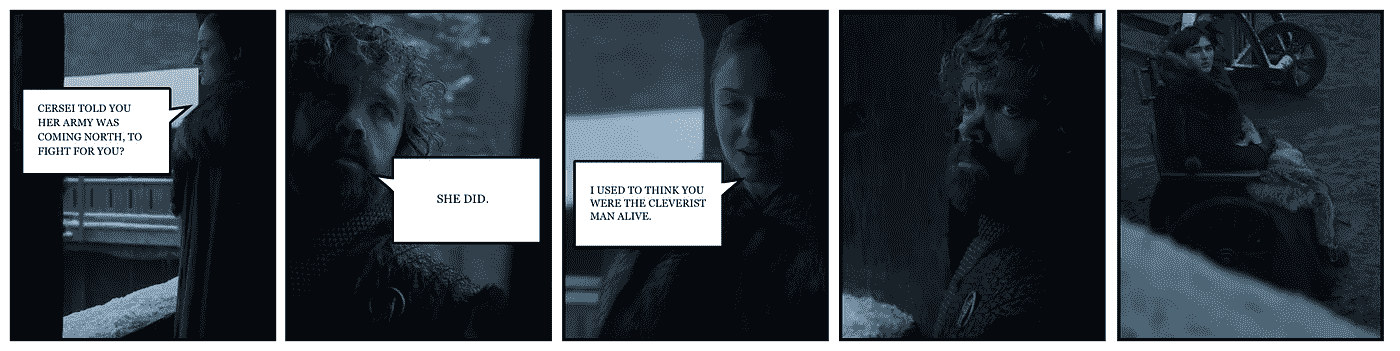 CERSEI TOLD YOU
HER ARMY WAS
COMING NORTH, TO
FIGHT FOR YOU?
SHE DID.
I USED TO THINK YOU
WERE THE CLEVERIST
MAN ALIVE.